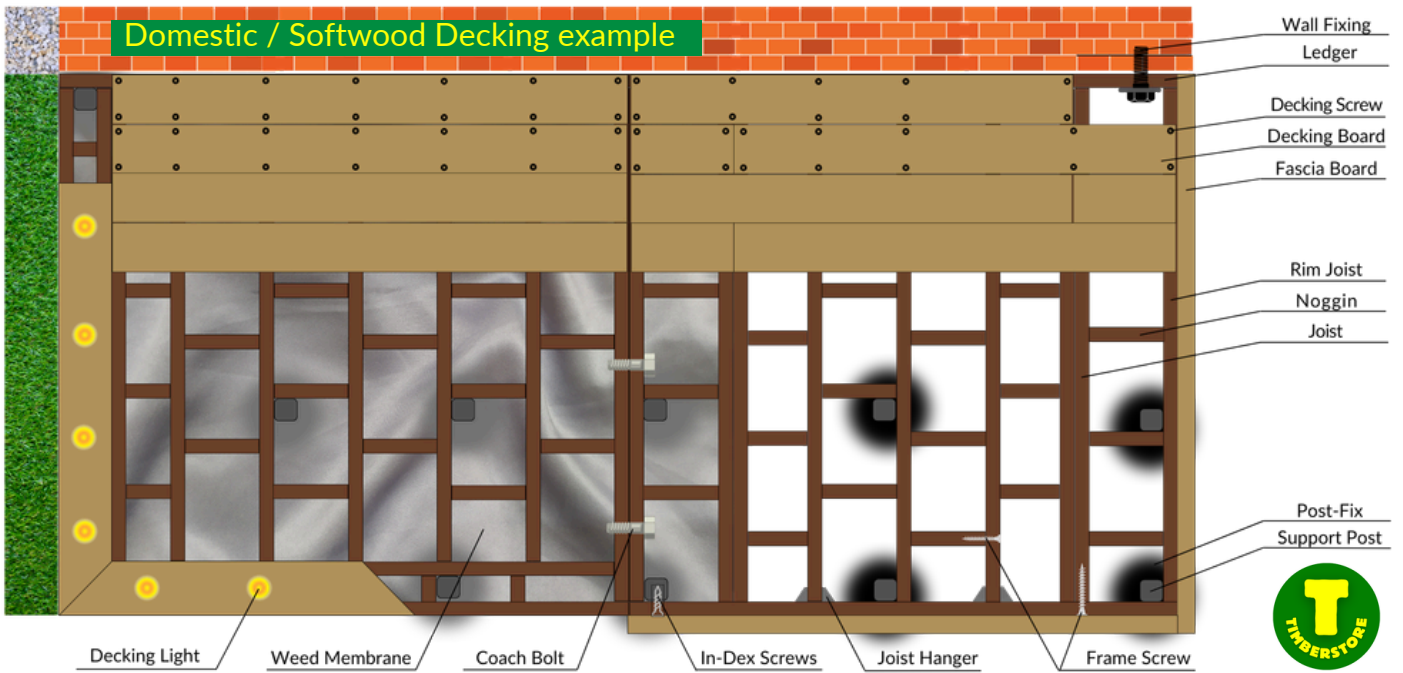 Domestic / Softwood Decking example
Wall Fixing
Ledger
Decking Screw
Decking Board
Fascia Board
Rim Joist
Noggin
Joist
Post-Fix
Support Post
Decking Light
Weed Membrane
Coach Bolt
In-Dex Screws
Joist Hanger
Frame Screw
T
TIMBERSTORE